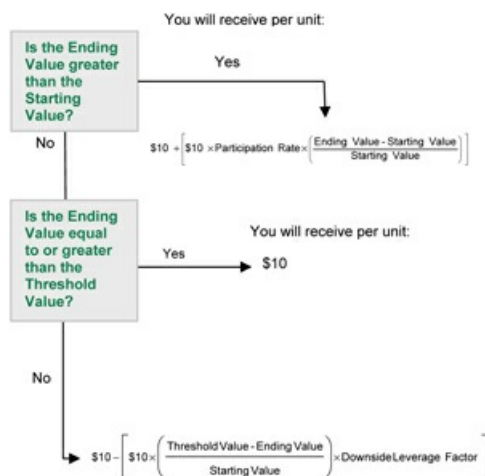 You will receive per unit:
Is the Ending
Value greater
than the
Starting
Value?
Yes
$10 + [$10 ×Participation Rate×(Ending Value - Starting Value
Starting Value)]
No
Is the Ending
Value equal
to or greater
than the
Threshold
Value?
You will receive per unit:
Yes
$10
No
$10 − [$10×(Threshold Value - Ending Value
Starting Value)×Downside Leverage Factor]